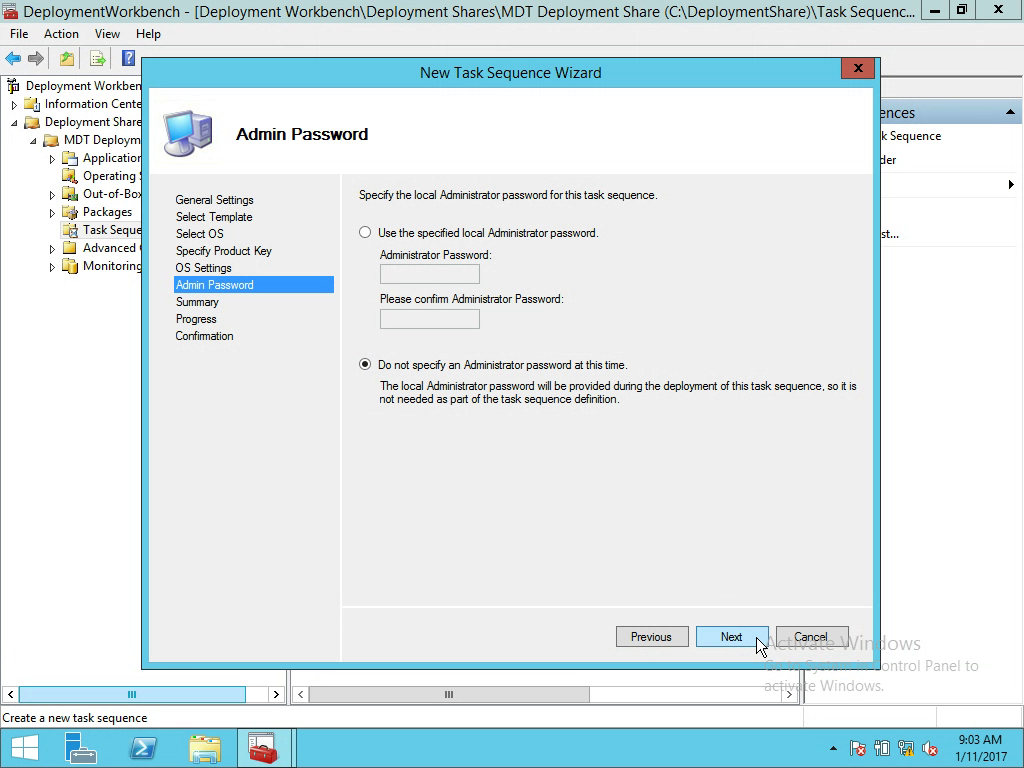 DeploymentWorkbench - [Deployment Workbench\Deployment Shares\MDT Deployment Share (C:\DeploymentShare)\Task Sequenc...
File Action View Help
New Task Sequence Wizard
Deployment Workben
Information Cente
Deployment Share
MDT Deploym
Application
Operating S
Out-of-Box
Packages
Task Seque
Advanced
Monitoring
Admin Password
General Settings
Select Template
Select OS
Specify Product Key
OS Settings
Admin Password
Summary
Progress
Confirmation
Specify the local Administrator password for this task sequence.
Use the specified local Administrator password.
Administrator Password:
Please confirm Administrator Password:
Do not specify an Administrator password at this time.
The local Administrator password will be provided during the deployment of this task sequence, so it is
not needed as part of the task sequence definition.
Previous Next Cancel
ences
k Sequence
der
st...
Activate Windows
Go to System in Control Panel to
activate Windows.
Create a new task sequence
9:03 AM
1/11/2017